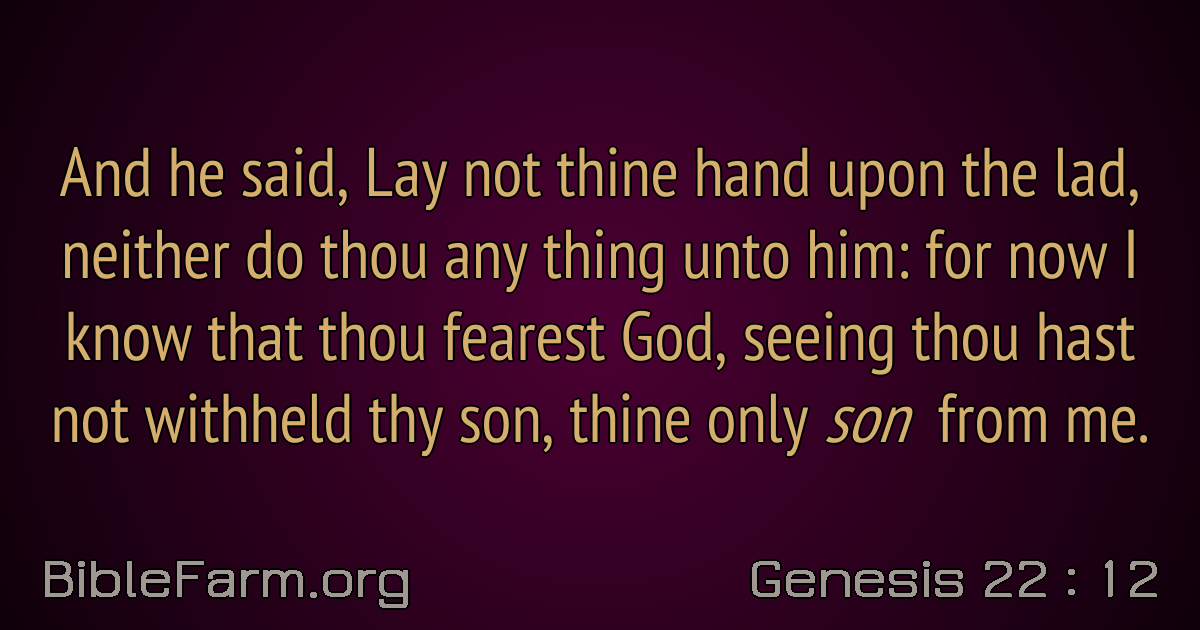 And he said, Lay not thine hand upon the lad,
neither do thou any thing unto him: for now I
know that thou fearest God, seeing thou hast
not withheld thy son, thine only son from me.
BibleFarm.org
Genesis 22 : 12